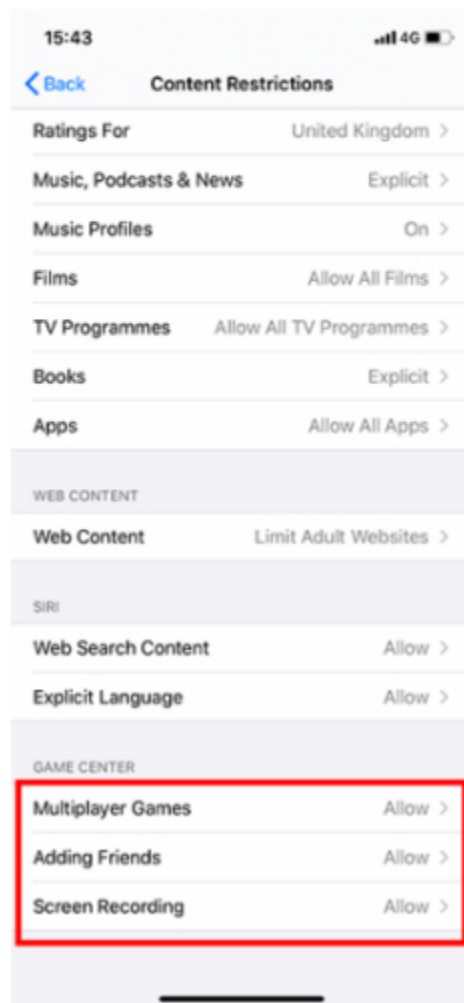 15:43 4G
Back Content Restrictions
Ratings For United Kingdom
Music, Podcasts & News Explicit
Music Profiles On
Films Allow All Films
TV Programmes Allow All TV Programmes
Books Explicit
Apps Allow All Apps
WEB CONTENT
Web Content Limit Adult Websites
SIRI
Web Search Content Allow
Explicit Language Allow
GAME CENTER
Multiplayer Games Allow
Adding Friends Allow
Screen Recording Allow